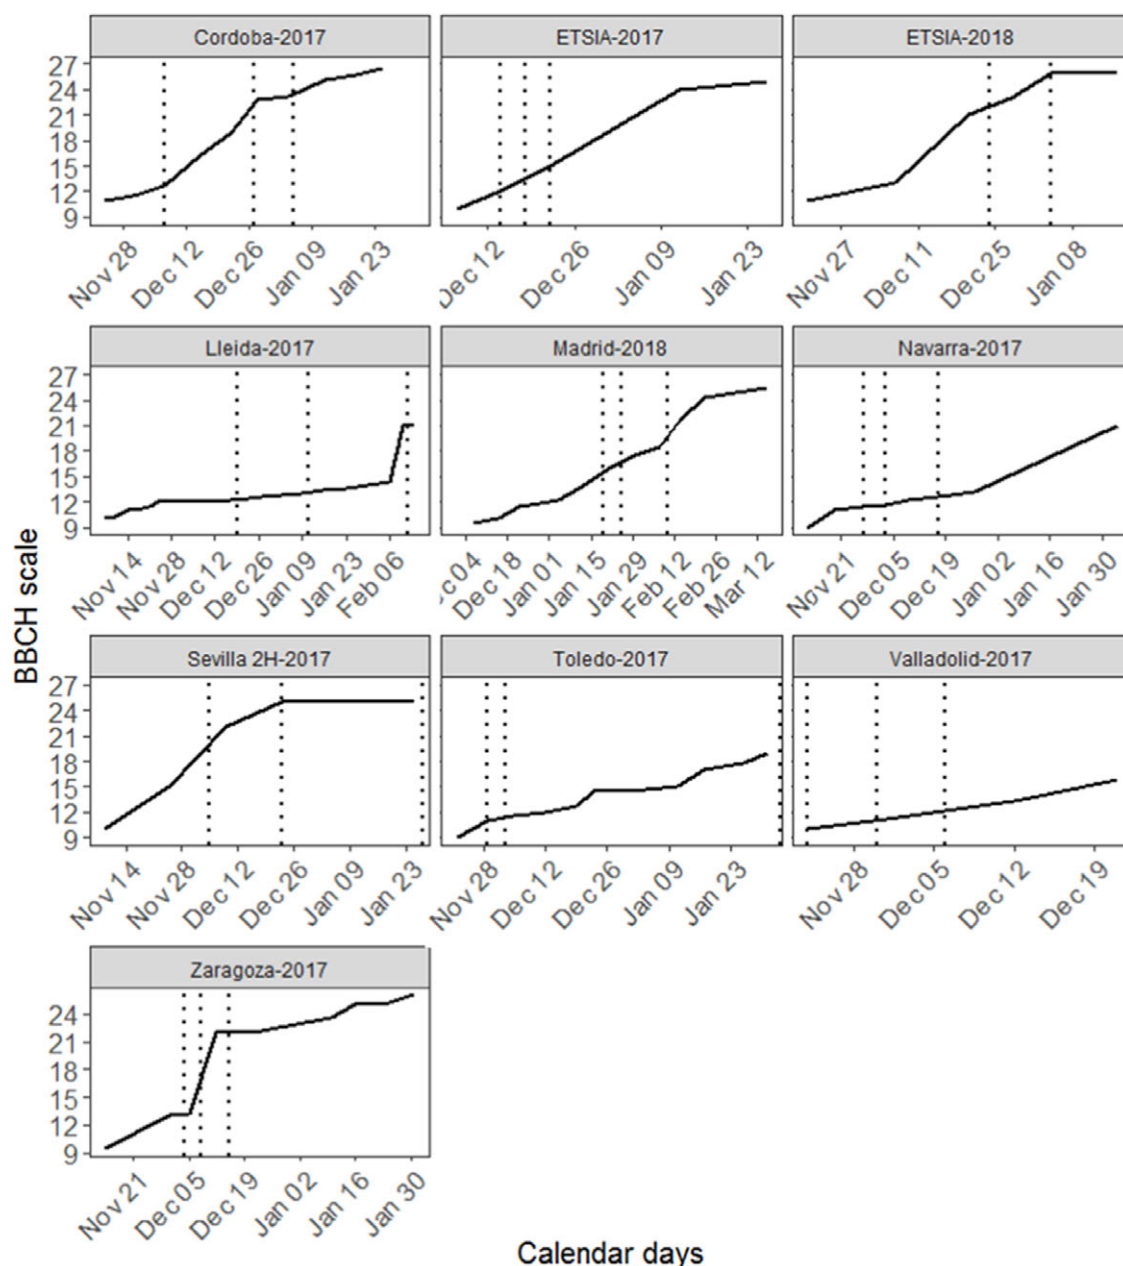 Cordoba-2017 ETSIA-2017 ETSIA-2018
27
24
21
18
15
12
9
Nov 28 Dec 12 Dec 26 Jan 09 Jan 23 Dec 12 Dec 26 Jan 09 Jan 23 Nov 27 Dec 11 Dec 25 Jan 08
Lleida-2017 Madrid-2018 Navarra-2017
27
24
21
18
15
12
9
Nov 14 Nov 28 Dec 12 Dec 26 Jan 09 Jan 23 Feb 06 ec 04 Dec 18 Jan 01 Jan 15 Jan 29 Feb 12 Feb 26 Mar 12 Nov 21 Dec 05 Dec 19 Jan 02 Jan 16 Jan 30
BBCH scale
Sevilla 2H-2017 Toledo-2017 Valladolid-2017
27
24
21
18
15
12
9
Nov 14 Nov 28 Dec 12 Dec 26 Jan 09 Jan 23 Nov 28 Dec 12 Dec 26 Jan 09 Jan 23 Nov 28 Dec 05 Dec 12 Dec 19
Zaragoza-2017
24
21
18
15
12
9
Nov 21 Dec 05 Dec 19 Jan 02 Jan 16 Jan 30
Calendar days